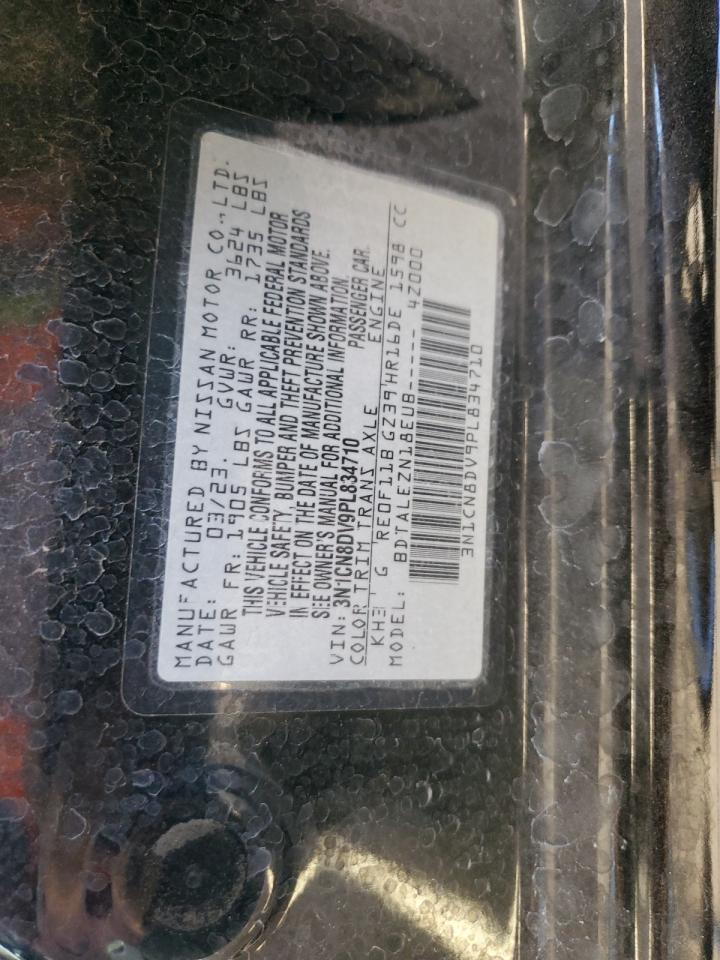 MANUFACTURED BY NISSAN MOTOR CO., LTD.
DATE: 03/23. GVWR: 3624 LBS
GAWR FR: 1905 LBS GAWR RR: 1735 LBS
THIS VEHICLE CONFORMS TO ALL APPLICABLE FEDERAL MOTOR
VEHICLE SAFETY, BUMPER AND THEFT PREVENTION STANDARDS
IN EFFECT ON THE DATE OF MANUFACTURE SHOWN ABOVE.
SEE OWNER'S MANUAL FOR ADDITIONAL INFORMATION.
VIN: 3N1CN8DV9PL834710 PASSENGER CAR.
COLOR TRIM TRANS AXLE ENGINE
KH3 G RE0F11B GZ39 HR16DE 1598 CC
MODEL: BDTALEZN18EUB------ 42000
3N1CN8DV9PL834710